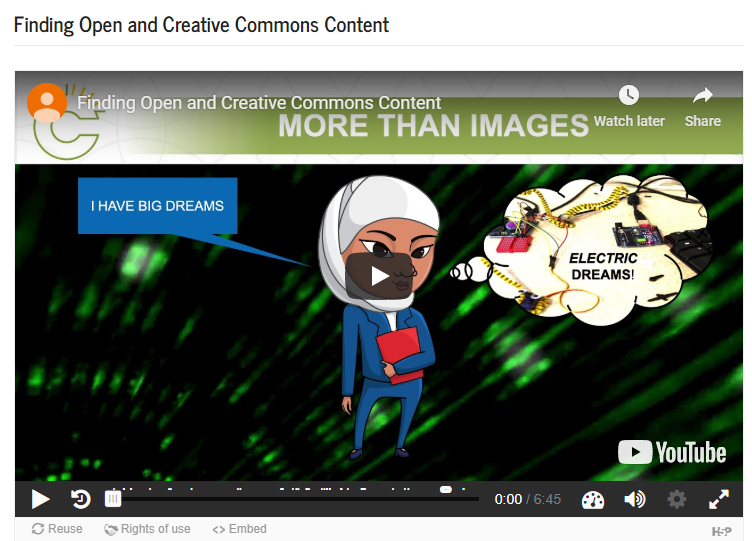 Finding Open and Creative Commons Content
Finding Open and Creative Commons Content
MORE THAN IMAGES
Watch later
Share
I HAVE BIG DREAMS
ELECTRIC
DREAMS!
YouTube
0:00 / 6:45
Reuse
Rights of use
<> Embed
H5P